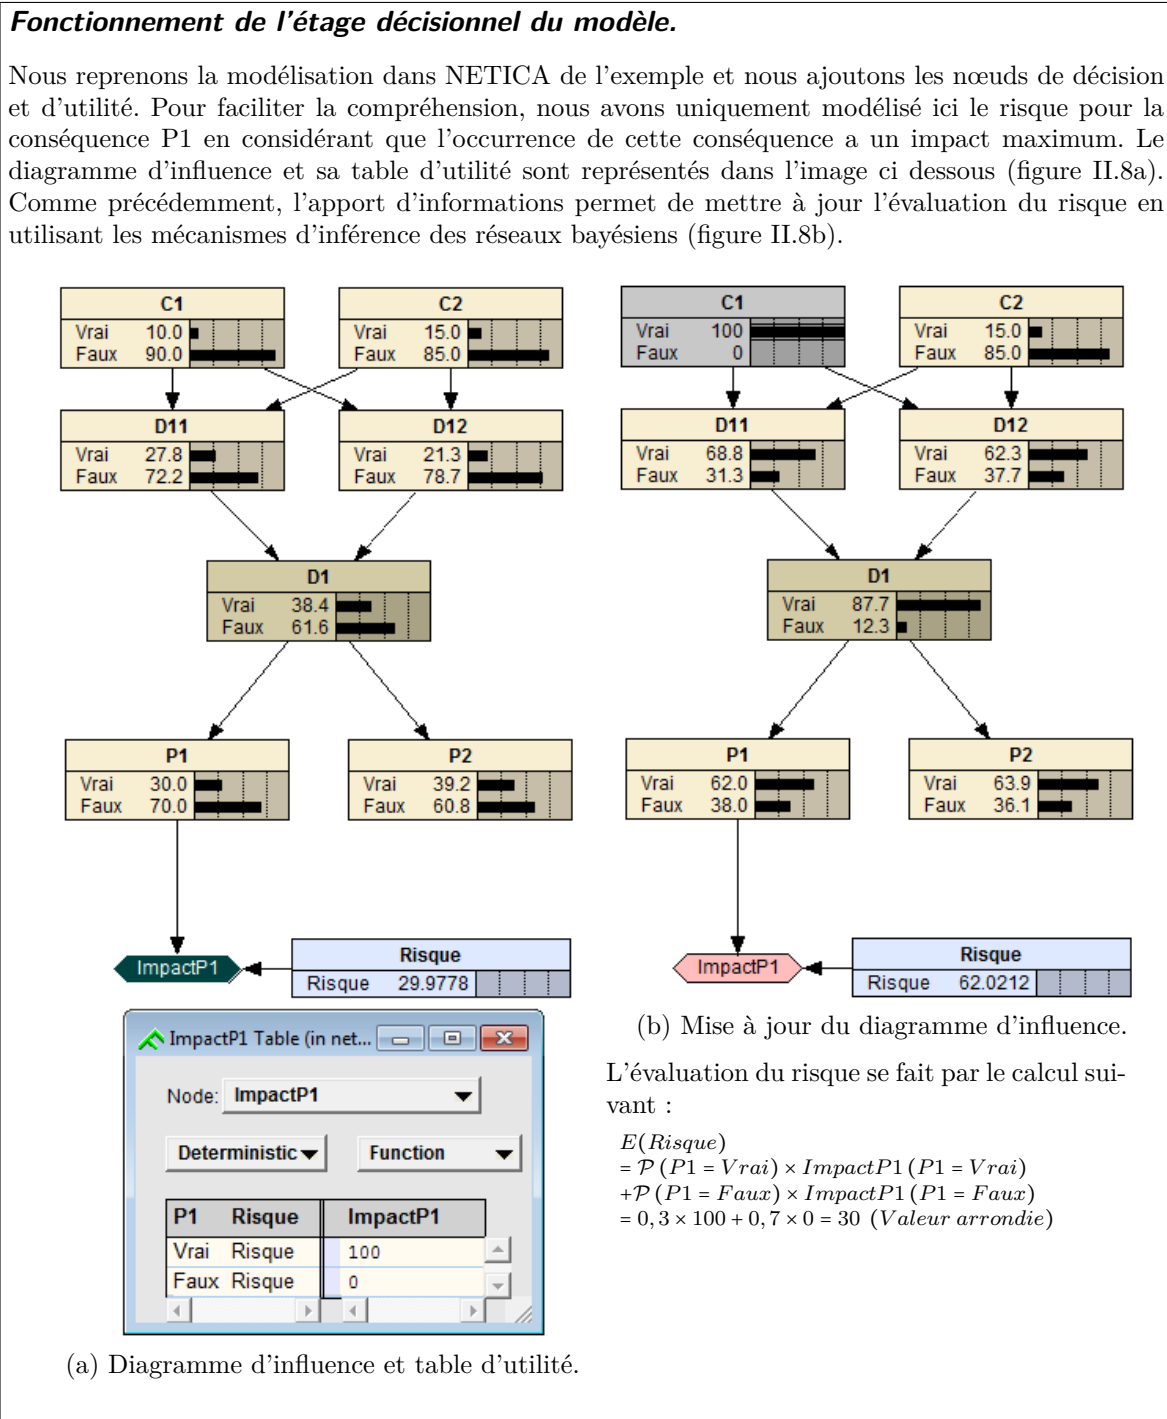 Fonctionnement de l'étage décisionnel du modèle.
Nous reprenons la modélisation dans NETICA de l'exemple et nous ajoutons les nœuds de décision
et d'utilité. Pour faciliter la compréhension, nous avons uniquement modélisé ici le risque pour la
conséquence P1 en considérant que l'occurrence de cette conséquence a un impact maximum. Le
diagramme d'influence et sa table d'utilité sont représentés dans l'image ci dessous (figure II.8a).
Comme précédemment, l'apport d'informations permet de mettre à jour l'évaluation du risque en
utilisant les mécanismes d'inférence des réseaux bayésiens (figure II.8b).
C1
Vrai 10.0
Faux 90.0
C2
Vrai 15.0
Faux 85.0
D11
Vrai 27.8
Faux 72.2
D12
Vrai 21.3
Faux 78.7
D1
Vrai 38.4
Faux 61.6
P1
Vrai 30.0
Faux 70.0
P2
Vrai 39.2
Faux 60.8
ImpactP1
Risque
Risque 29.9778
ImpactP1 Table (in net...
Node: ImpactP1
Deterministic
Function
P1 Risque ImpactP1
Vrai Risque 100
Faux Risque 0
(a) Diagramme d'influence et table d'utilité.
C1
Vrai 100
Faux 0
C2
Vrai 15.0
Faux 85.0
D11
Vrai 68.8
Faux 31.3
D12
Vrai 62.3
Faux 37.7
D1
Vrai 87.7
Faux 12.3
P1
Vrai 62.0
Faux 38.0
P2
Vrai 63.9
Faux 36.1
ImpactP1
Risque
Risque 62.0212
(b) Mise à jour du diagramme d'influence.
L'évaluation du risque se fait par le calcul sui-
vant :
E(Risque)
= P (P1 = Vrai) × ImpactP1 (P1 = Vrai)
+P (P1 = Faux) × ImpactP1 (P1 = Faux)
= 0, 3 × 100 + 0, 7 × 0 = 30 (Valeur arrondie)